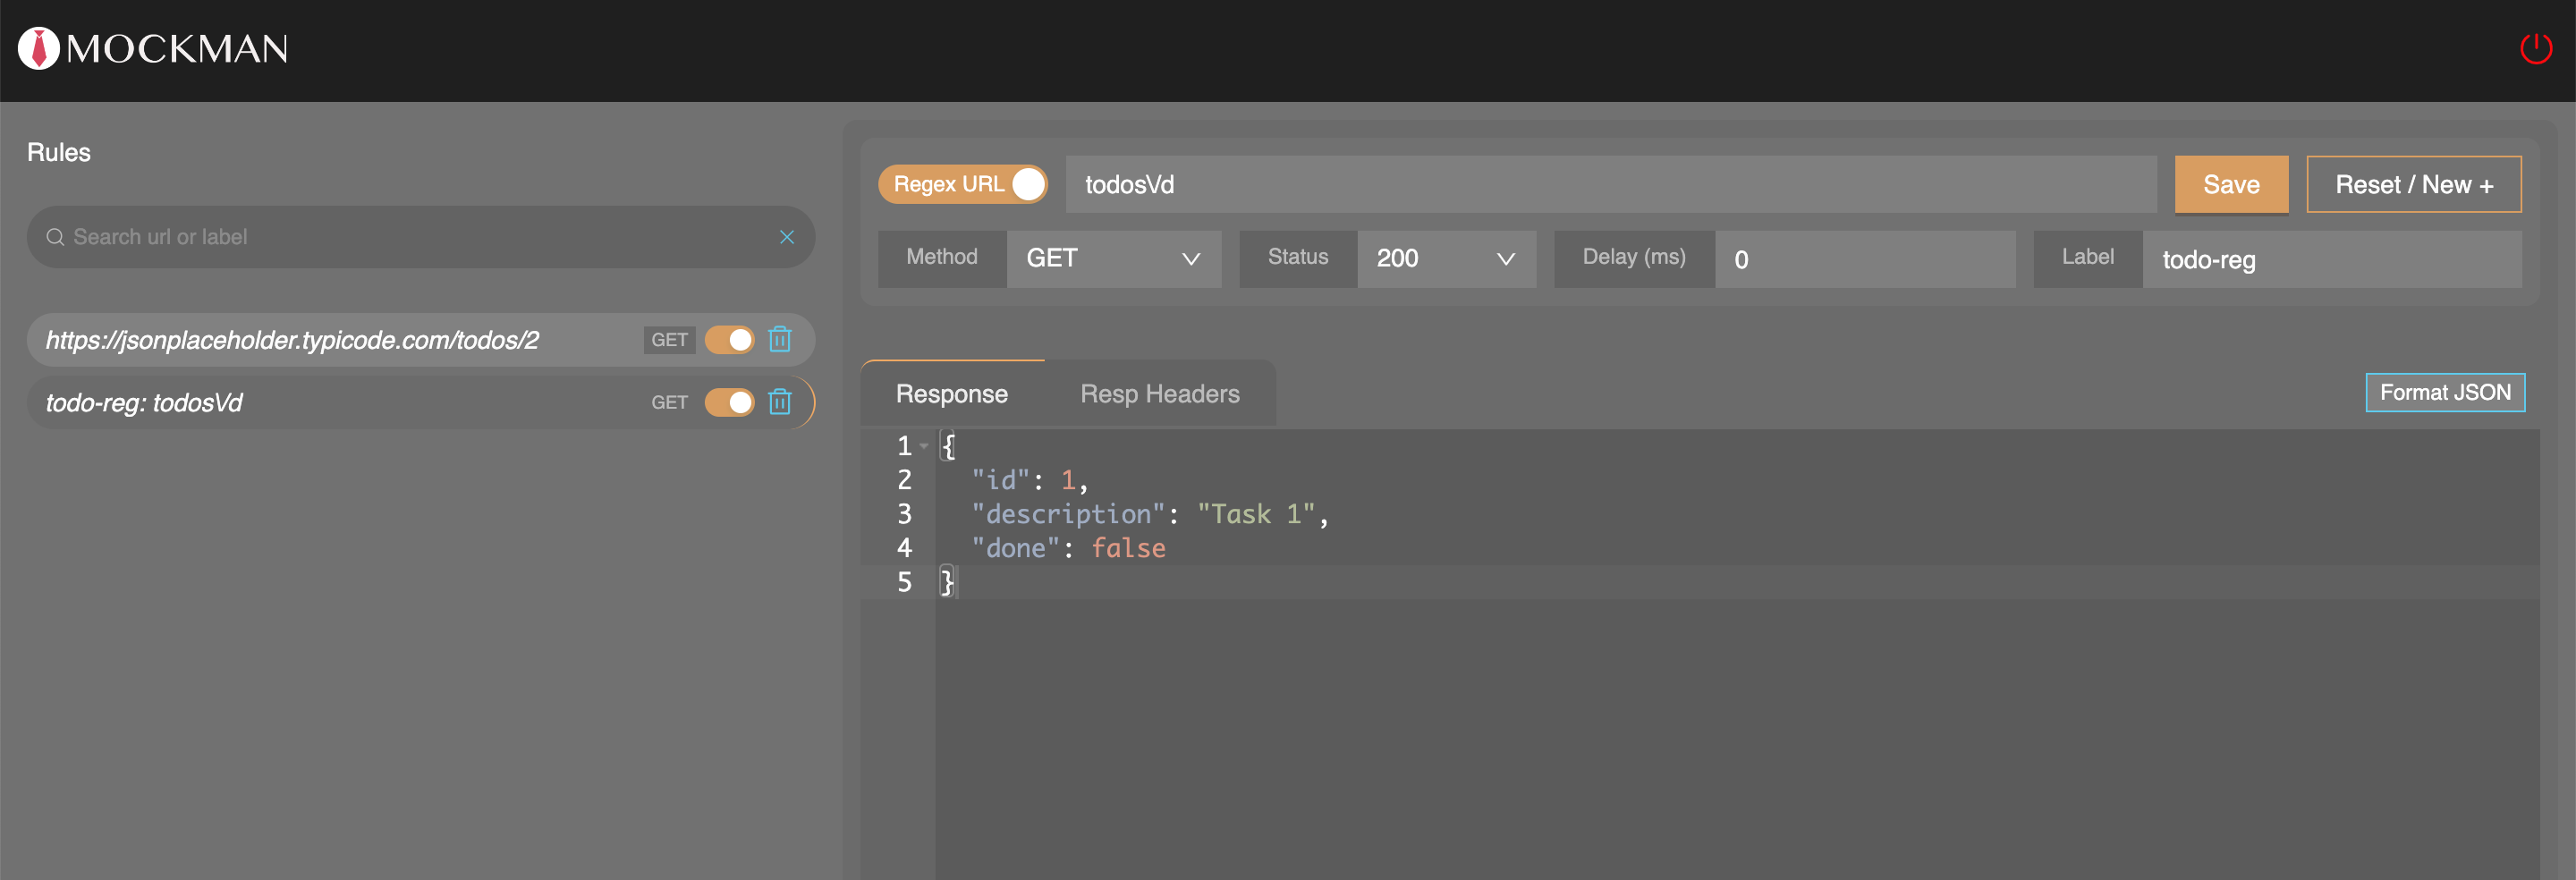 MOCKMAN
Rules
Search url or label
https://jsonplaceholder.typicode.com/todos/2 GET
todo-reg: todos\/d GET
Regex URL todos\/d Save Reset / New +
Method GET Status 200 Delay (ms) 0 Label todo-reg
Response Resp Headers Format JSON
1 {
2 "id": 1,
3 "description": "Task 1",
4 "done": false
5 }